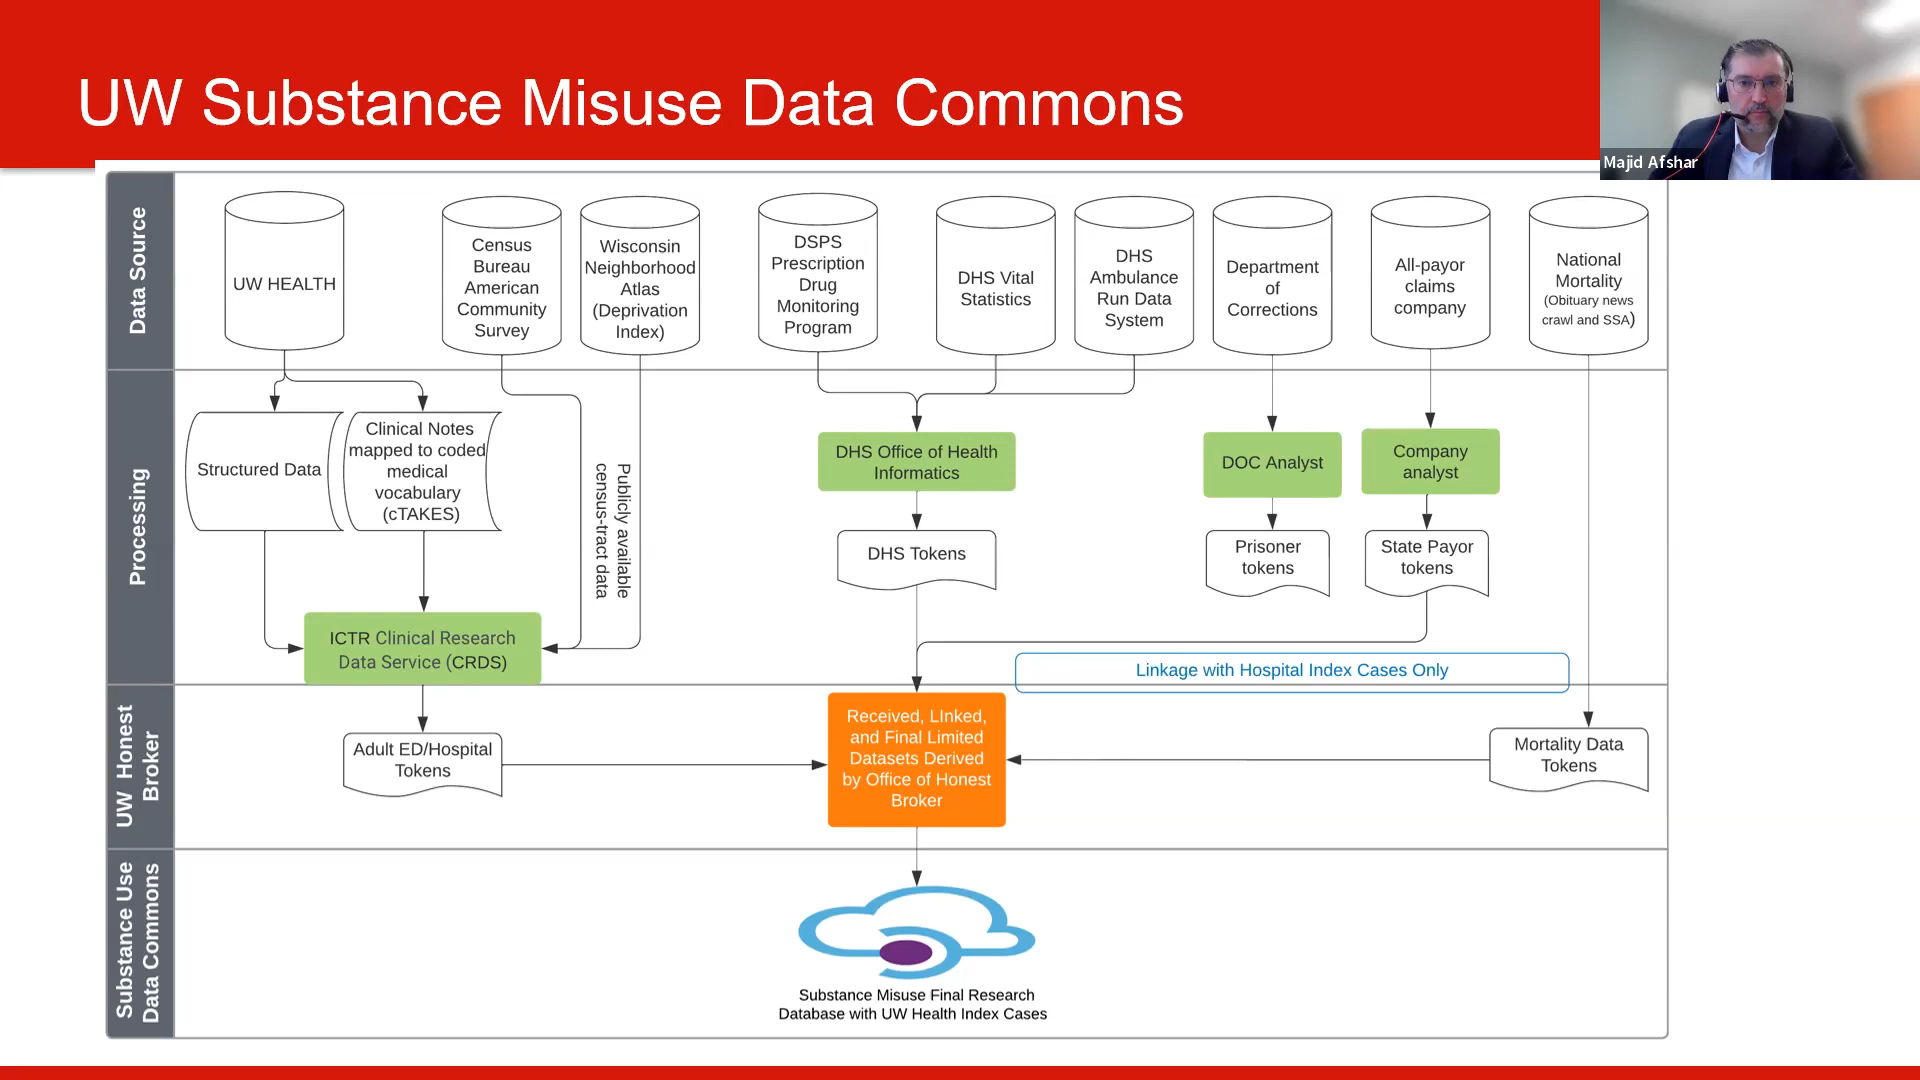 UW Substance Misuse Data Commons
Majid Afshar
Data Source
UW HEALTH
Census
Bureau
American
Community
Survey
Wisconsin
Neighborhood
Atlas
(Deprivation
Index)
DSPS
Prescription
Drug
Monitoring
Program
DHS Vital
Statistics
DHS
Ambulance
Run Data
System
Department
of
Corrections
All-payor
claims
company
National
Mortality
(Obituary news
crawl and SSA)
Processing
Structured Data
Clinical Notes
mapped to coded
medical
vocabulary
(cTAKES)
Publicly available
census-tract data
DHS Office of Health
Informatics
DOC Analyst
Company
analyst
DHS Tokens
Prisoner
tokens
State Payor
tokens
ICTR Clinical Research
Data Service (CRDS)
Linkage with Hospital Index Cases Only
UW Honest
Broker
Adult ED/Hospital
Tokens
Received, LInked,
and Final Limited
Datasets Derived
by Office of Honest
Broker
Mortality Data
Tokens
Substance Use
Data Commons
Substance Misuse Final Research
Database with UW Health Index Cases